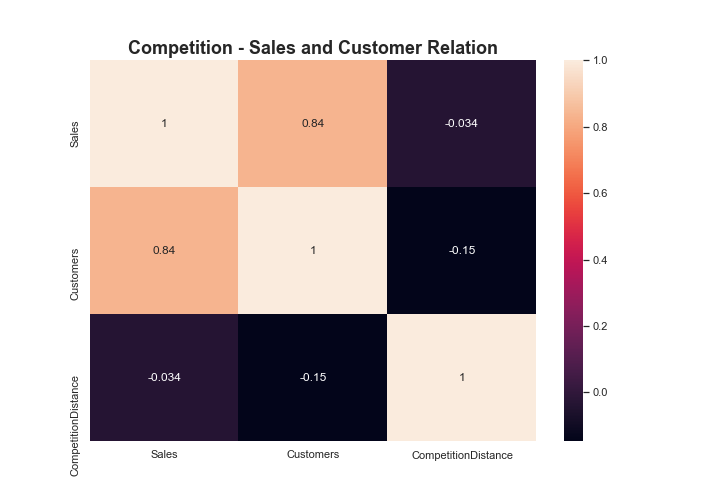 Competition - Sales and Customer Relation
Sales
1
0.84
-0.034
Customers
0.84
1
-0.15
CompetitionDistance
-0.034
-0.15
1
Sales
Customers
CompetitionDistance
1.0
0.8
0.6
0.4
0.2
0.0